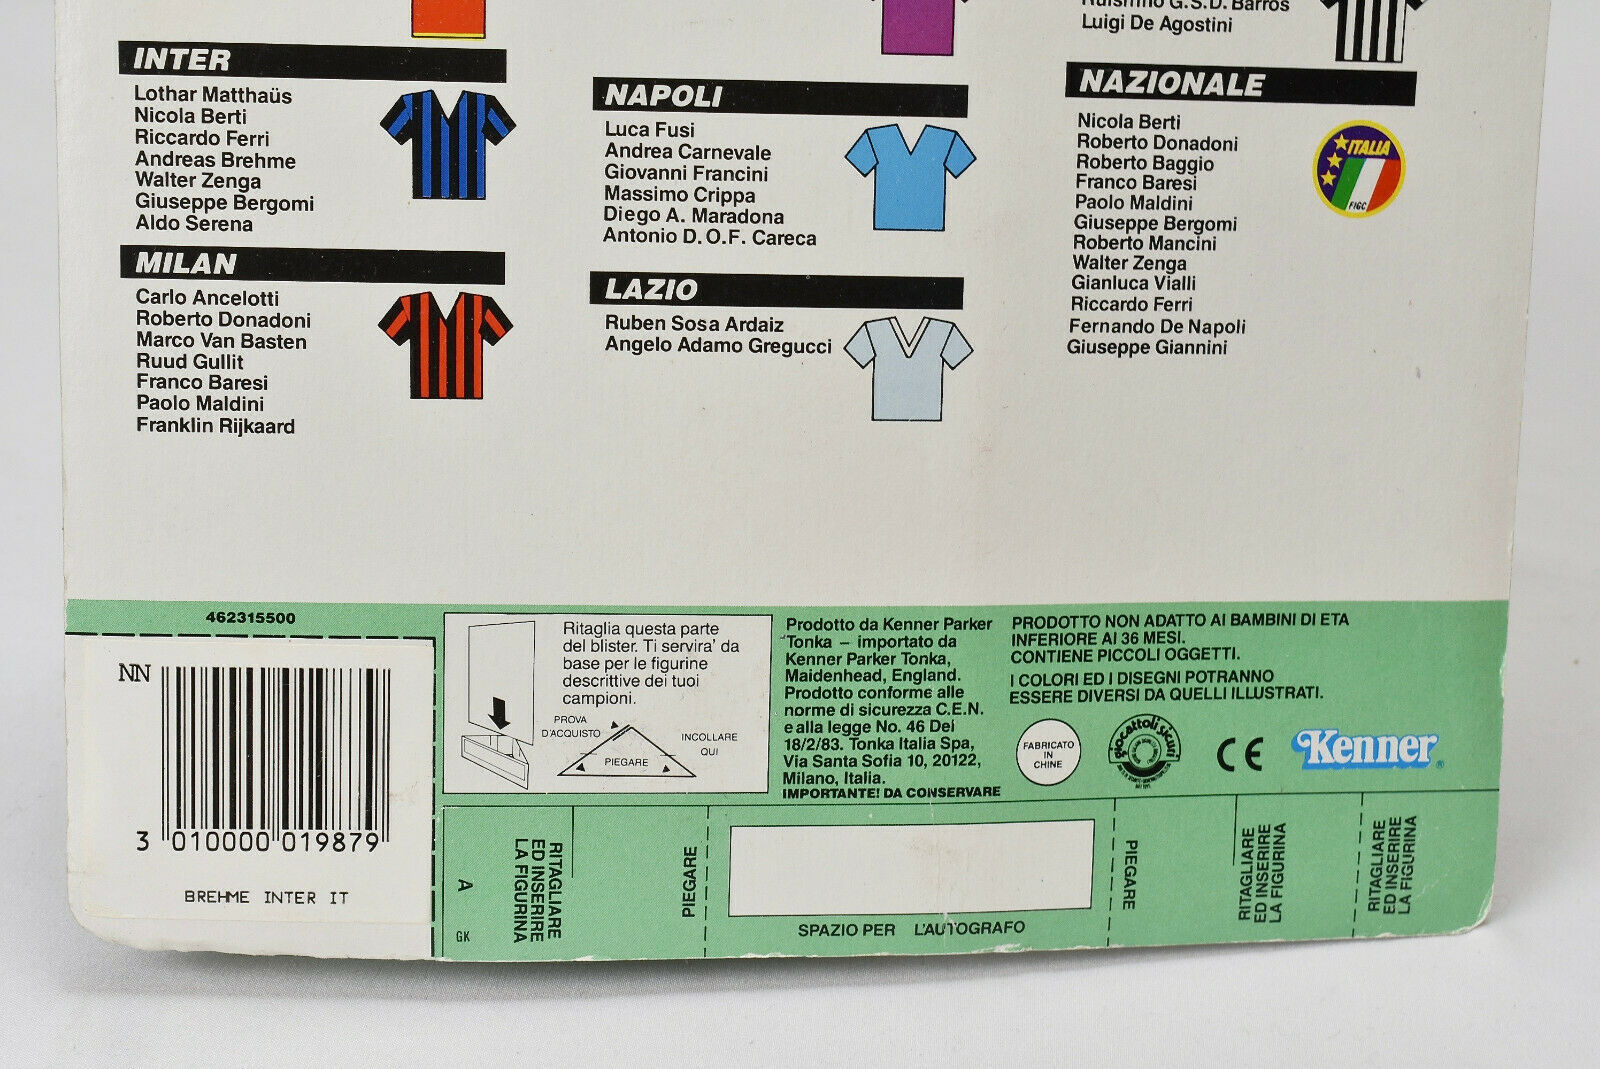 INTER
Lothar Matthaüs
Nicola Berti
Riccardo Ferri
Andreas Brehme
Walter Zenga
Giuseppe Bergomi
Aldo Serena
MILAN
Carlo Ancelotti
Roberto Donadoni
Marco Van Basten
Ruud Gullit
Franco Baresi
Paolo Maldini
Franklin Rijkaard
NAPOLI
Luca Fusi
Andrea Carnevale
Giovanni Francini
Massimo Crippa
Diego A. Maradona
Antonio D.O.F. Careca
LAZIO
Ruben Sosa Ardaiz
Angelo Adamo Gregucci
G.S.D. Barros
Luigi De Agostini
NAZIONALE
Nicola Berti
Roberto Donadoni
Roberto Baggio
Franco Baresi
Paolo Maldini
Giuseppe Bergomi
Roberto Mancini
Walter Zenga
Gianluca Vialli
Riccardo Ferri
Fernando De Napoli
Giuseppe Giannini
ITALIA
FIGC
462315500
NN
3 010000 019879
BREHME INTER IT
Ritaglia questa parte
del blister. Ti servira' da
base per le figurine
descrittive dei tuoi
campioni.
PROVA
D'ACQUISTO
PIEGARE
INCOLLARE
QUI
Prodotto da Kenner Parker
Tonka – importato da
Kenner Parker Tonka,
Maidenhead, England.
Prodotto conforme alle
norme di sicurezza C.E.N.
e alla legge No. 46 Del
18/2/83. Tonka Italia Spa,
Via Santa Sofia 10, 20122,
Milano, Italia.
IMPORTANTE! DA CONSERVARE
PRODOTTO NON ADATTO AI BAMBINI DI ETA
INFERIORE AI 36 MESI.
CONTIENE PICCOLI OGGETTI.
I COLORI ED I DISEGNI POTRANNO
ESSERE DIVERSI DA QUELLI ILLUSTRATI.
FABRICATO
IN
CHINE
giocattoli sicuri
CE
Kenner®
A
GK
RITAGLIARE
ED INSERIRE
LA FIGURINA
PIEGARE
SPAZIO PER L'AUTOGRAFO
PIEGARE
RITAGLIARE
ED INSERIRE
LA FIGURINA
RITAGLIARE
ED INSERIRE
LA FIGURINA